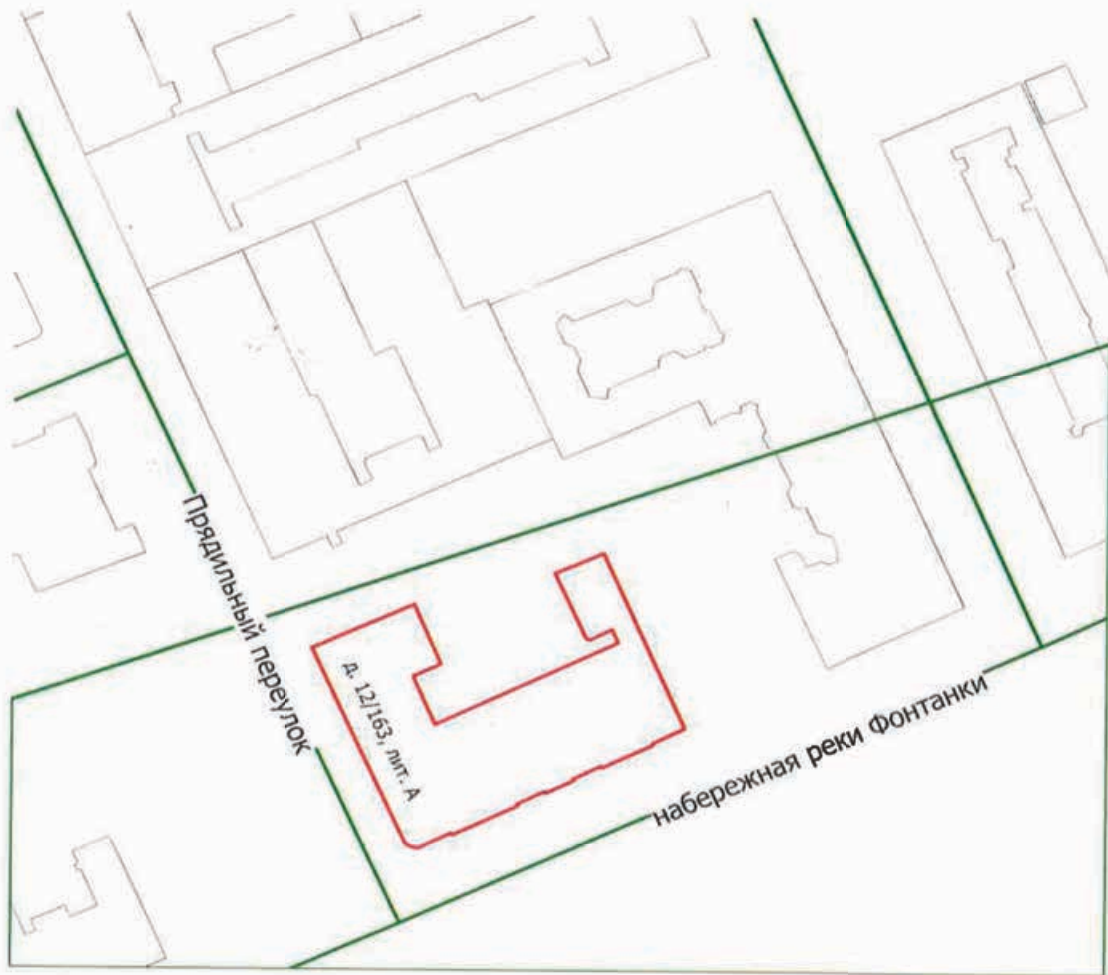 Прядильный переулок
д. 12/163, лит. А
набережная реки Фонтанки